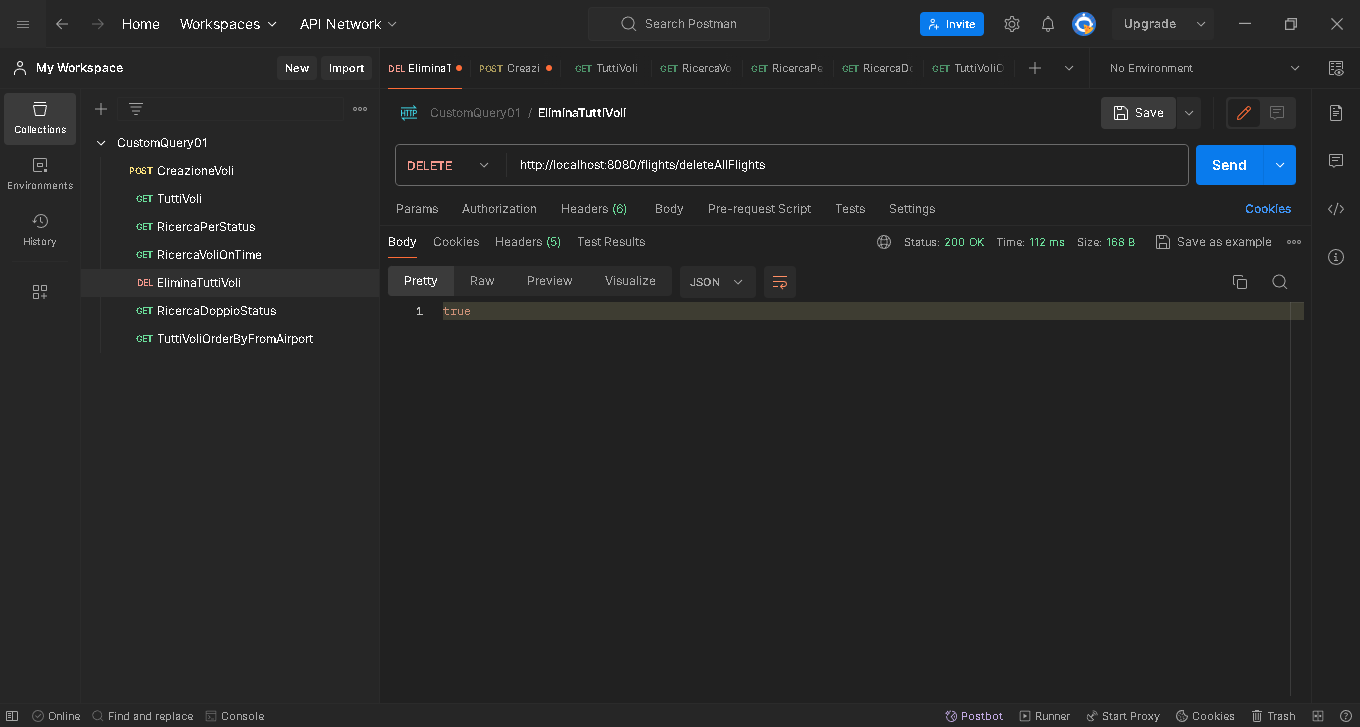 Home Workspaces API Network Search Postman Invite Upgrade
My Workspace New Import DEL EliminaT POST Creazi GET TuttiVoli GET RicercaVo GET RicercaPe GET RicercaDo GET TuttiVoliO No Environment
Collections
Environments
History
CustomQuery01
POST CreazioneVoli
GET TuttiVoli
GET RicercaPerStatus
GET RicercaVoliOnTime
DEL EliminaTuttiVoli
GET RicercaDoppioStatus
GET TuttiVoliOrderByFromAirport
HTTP CustomQuery01 / EliminaTuttiVoli Save
DELETE http://localhost:8080/flights/deleteAllFlights Send
Params Authorization Headers (6) Body Pre-request Script Tests Settings Cookies
Body Cookies Headers (5) Test Results Status: 200 OK Time: 112 ms Size: 168 B Save as example
Pretty Raw Preview Visualize JSON
1 true
Online Find and replace Console Postbot Runner Start Proxy Cookies Trash